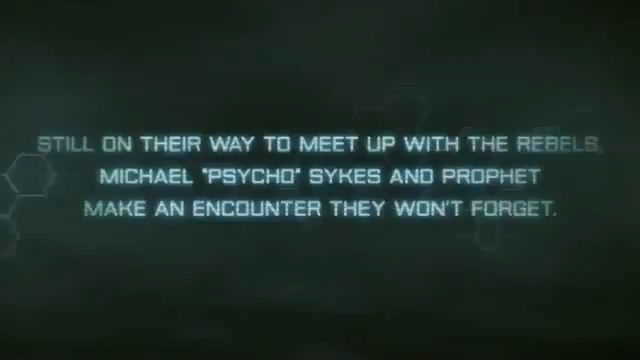 STILL ON THEIR WAY TO MEET UP WITH THE REBELS,
MICHAEL "PSYCHO" SYKES AND PROPHET
MAKE AN ENCOUNTER THEY WON'T FORGET.